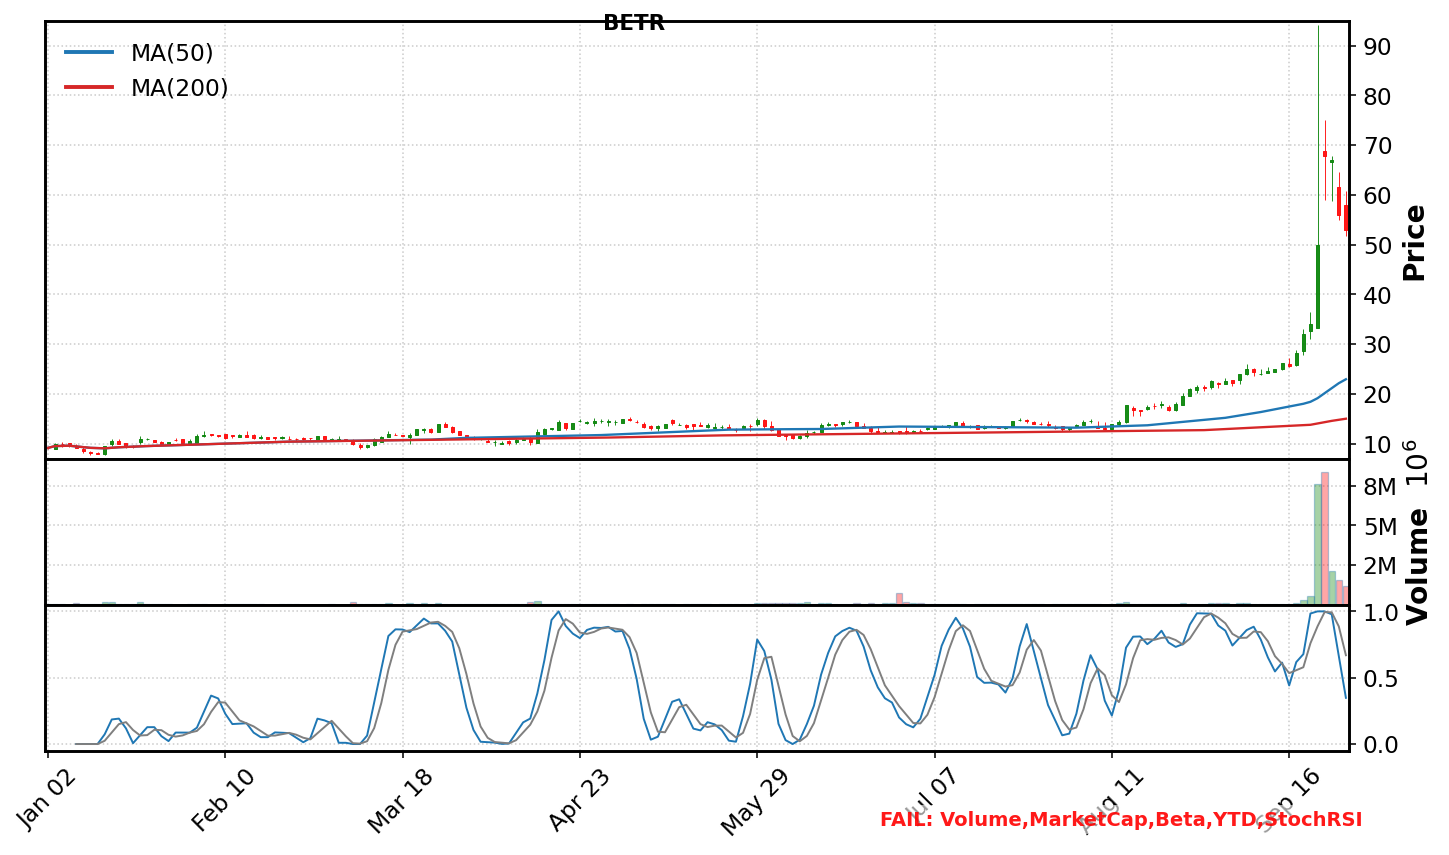 BETR
MA(50)
MA(200)
90
80
70
60
50
40
30
20
10
Price
8M
5M
2M
Volume 10^6
1.0
0.5
0.0
Jan 02
Feb 10
Mar 18
Apr 23
May 29
Jul 07
Aug 11
Sep 16
FAIL: Volume,MarketCap,Beta,YTD,StochRSI